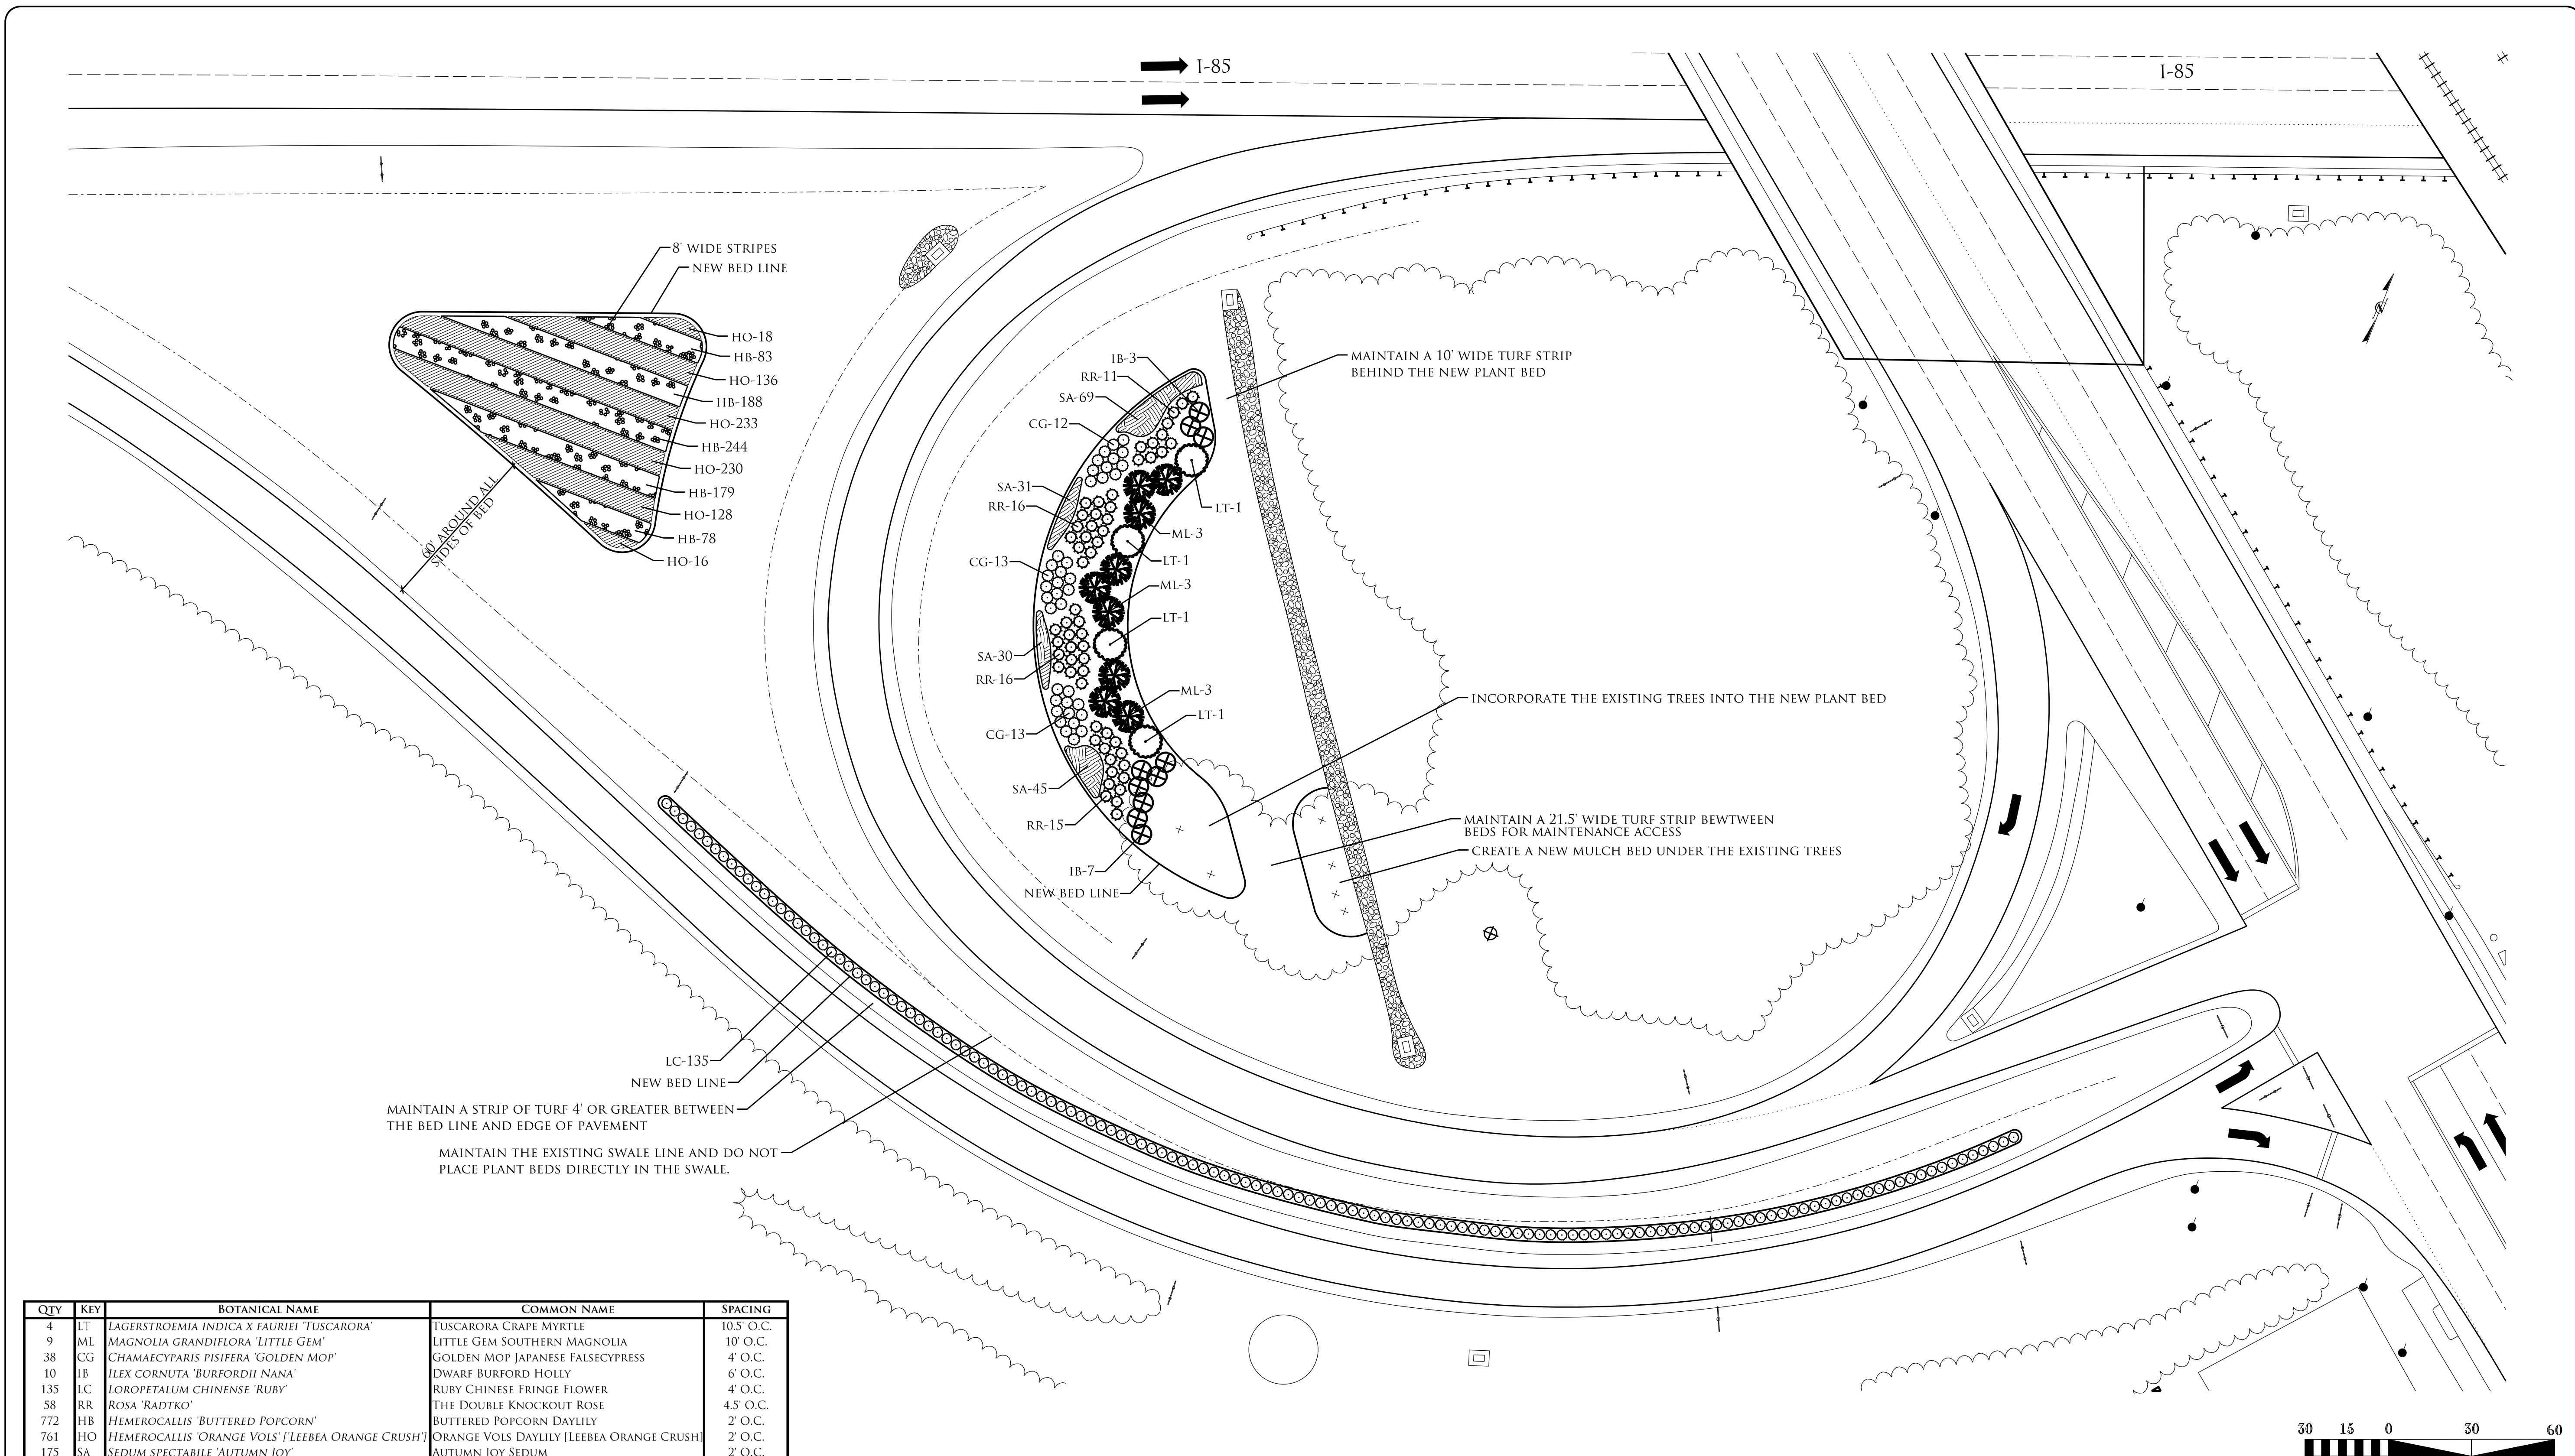 I-85
I-85
8' WIDE STRIPES
NEW BED LINE
HO-18
HB-83
HO-136
HB-188
HO-233
HB-244
HO-230
HB-179
HO-128
HB-78
HO-16
60' AROUND ALL
SIDES OF BED
IB-3
RR-11
SA-69
CG-12
SA-31
RR-16
CG-13
SA-30
RR-16
CG-13
SA-45
RR-15
IB-7
NEW BED LINE
LT-1
ML-3
LT-1
ML-3
LT-1
ML-3
LT-1
MAINTAIN A 10' WIDE TURF STRIP
BEHIND THE NEW PLANT BED
N
INCORPORATE THE EXISTING TREES INTO THE NEW PLANT BED
MAINTAIN A 21.5' WIDE TURF STRIP BEWTWEEN
BEDS FOR MAINTENANCE ACCESS
CREATE A NEW MULCH BED UNDER THE EXISTING TREES
LC-135
NEW BED LINE
MAINTAIN A STRIP OF TURF 4' OR GREATER BETWEEN
THE BED LINE AND EDGE OF PAVEMENT
MAINTAIN THE EXISTING SWALE LINE AND DO NOT
PLACE PLANT BEDS DIRECTLY IN THE SWALE.
QTY KEY BOTANICAL NAME COMMON NAME SPACING
4 LT LAGERSTROEMIA INDICA X FAURIEI 'TUSCARORA' TUSCARORA CRAPE MYRTLE 10.5' O.C.
9 ML MAGNOLIA GRANDIFLORA 'LITTLE GEM' LITTLE GEM SOUTHERN MAGNOLIA 10' O.C.
38 CG CHAMAECYPARIS PISIFERA 'GOLDEN MOP' GOLDEN MOP JAPANESE FALSECYPRESS 4' O.C.
10 IB ILEX CORNUTA 'BURFORDII NANA' DWARF BURFORD HOLLY 6' O.C.
135 LC LOROPETALUM CHINENSE 'RUBY' RUBY CHINESE FRINGE FLOWER 4' O.C.
58 RR ROSA 'RADTKO' THE DOUBLE KNOCKOUT ROSE 4.5' O.C.
772 HB HEMEROCALLIS 'BUTTERED POPCORN' BUTTERED POPCORN DAYLILY 2' O.C.
761 HO HEMEROCALLIS 'ORANGE VOLS' ['LEEBEA ORANGE CRUSH'] ORANGE VOLS DAYLILY [LEEBEA ORANGE CRUSH] 2' O.C.
175 SA SEDUM SPECTABILE 'AUTUMN JOY' AUTUMN JOY SEDUM 2' O.C.
30 15 0 30 60